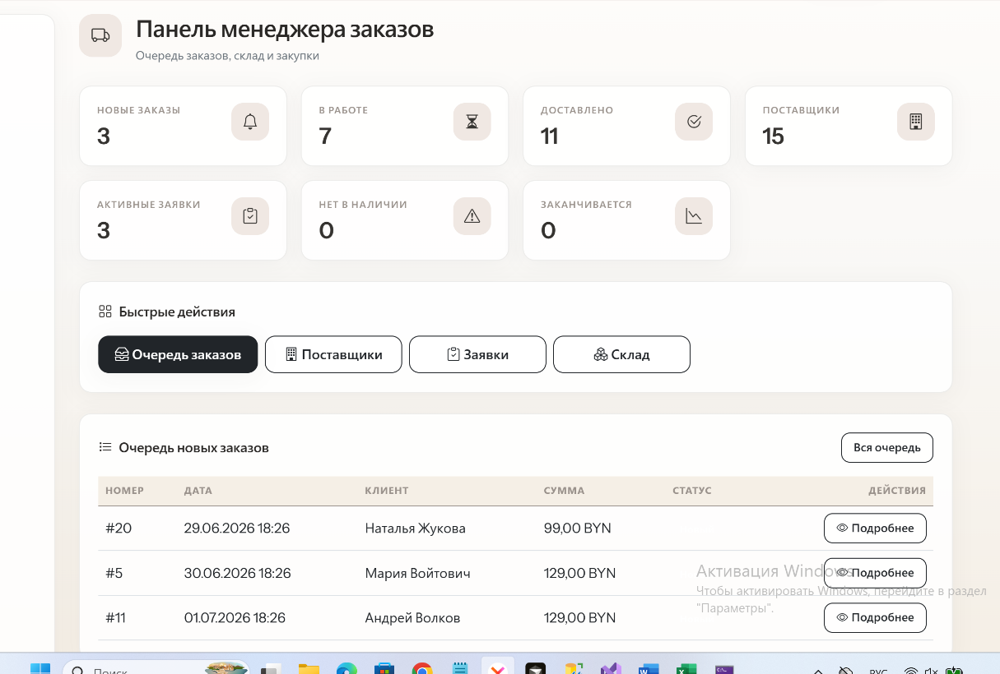 Панель менеджера заказов
Очередь заказов, склад и закупки
НОВЫЕ ЗАКАЗЫ
3
В РАБОТЕ
7
ДОСТАВЛЕНО
11
ПОСТАВЩИКИ
15
АКТИВНЫЕ ЗАЯВКИ
3
НЕТ В НАЛИЧИИ
0
ЗАКАНЧИВАЕТСЯ
0
Быстрые действия
Очередь заказов Поставщики Заявки Склад
Очередь новых заказов Вся очередь
НОМЕР ДАТА КЛИЕНТ СУММА СТАТУС ДЕЙСТВИЯ
#20 29.06.2026 18:26 Наталья Жукова 99,00 BYN Подробнее
#5 30.06.2026 18:26 Мария Войтович 129,00 BYN Подробнее
#11 01.07.2026 18:26 Андрей Волков 129,00 BYN Подробнее
Активация Windows
Чтобы активировать Windows, перейдите в раздел
"Параметры".
Поиск
РУС